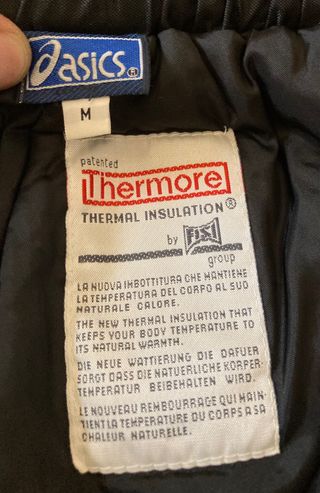 asics®
M
patented
Thermore
THERMAL INSULATION®
by FISI
group
LA NUOVA IMBOTTITURA CHE MANTIENE
LA TEMPERATURA DEL CORPO AL SUO
NATURALE CALORE.
THE NEW THERMAL INSULATION THAT
KEEPS YOUR BODY TEMPERATURE TO
ITS NATURAL WARMTH.
DIE NEUE WATTIERUNG DIE DAFUER
SORGT DASS DIE NATUERLICHE KORPER-
TEMPERATUR BEIBEHALTEN WIRD.
LE NOUVEAU REMBOURRAGE QUI MAIN-
TIENT LA TEMPERATURE DU CORPS A SA
CHALEUR NATURELLE.